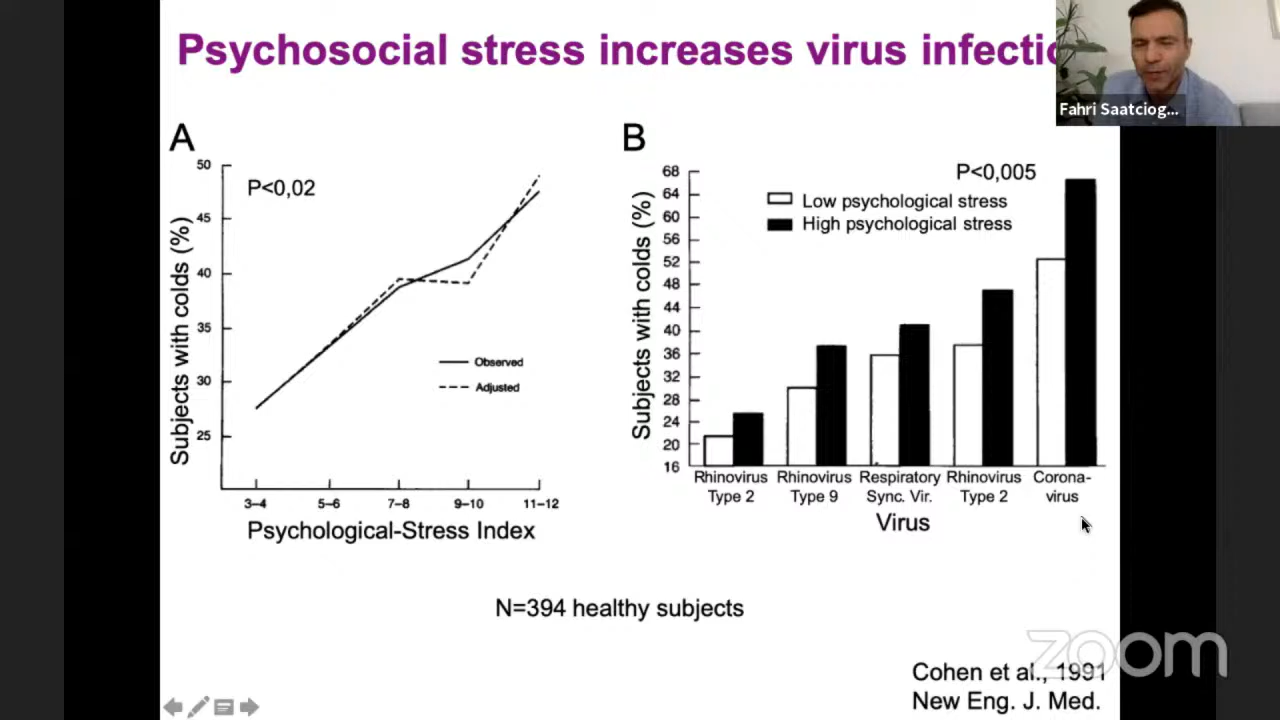 Psychosocial stress increases virus infectio
Fahri Saatciog...
A
P<0,02
50
45
40
35
30
25
Subjects with colds (%)
Observed
Adjusted
3–4
5–6
7–8
9–10
11–12
Psychological-Stress Index
B
P<0,005
Low psychological stress
High psychological stress
68
64
60
56
52
48
44
40
36
32
28
24
20
16
Subjects with colds (%)
Rhinovirus
Type 2
Rhinovirus
Type 9
Respiratory
Sync. Vir.
Rhinovirus
Type 2
Corona-
virus
Virus
N=394 healthy subjects
zoom
Cohen et al., 1991
New Eng. J. Med.